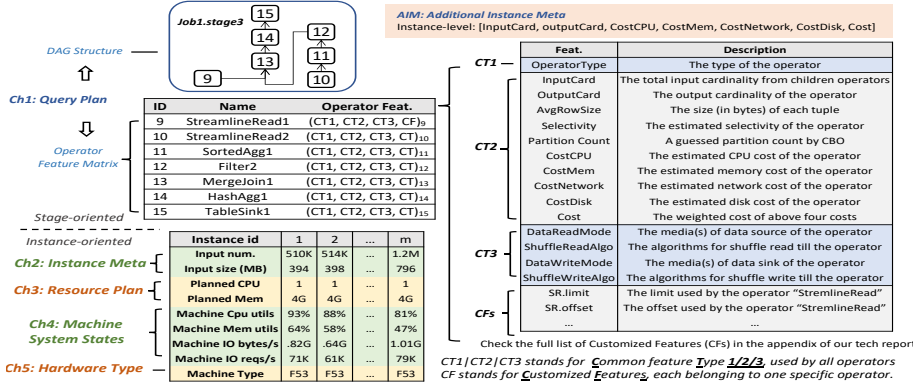 Job1.stage3
15
14
13
12
11
10
9
DAG Structure
Ch1: Query Plan
Operator
Feature Matrix
Stage-oriented
Instance-oriented
ID Name Operator Feat.
9 StreamlineRead1 (CT1, CT2, CT3, CF)9
10 StreamlineRead2 (CT1, CT2, CT3, CT)10
11 SortedAgg1 (CT1, CT2, CT3, CT)11
12 Filter2 (CT1, CT2, CT3, CT)12
13 MergeJoin1 (CT1, CT2, CT3, CT)13
14 HashAgg1 (CT1, CT2, CT3, CT)14
15 TableSink1 (CT1, CT2, CT3, CT)15
Ch2: Instance Meta
Ch3: Resource Plan
Ch4: Machine
System States
Ch5: Hardware Type
Instance id 1 2 ... m
Input num. 510K 514K ... 1.2M
Input size (MB) 394 398 ... 796
Planned CPU 1 1 ... 1
Planned Mem 4G 4G ... 4G
Machine Cpu utils 93% 88% ... 81%
Machine Mem utils 64% 58% ... 47%
Machine IO bytes/s .82G .64G ... 1.01G
Machine IO reqs/s 71K 61K ... 79K
Machine Type F53 F53 ... F53
AIM: Additional Instance Meta
Instance-level: [InputCard, outputCard, CostCPU, CostMem, CostNetwork, CostDisk, Cost]
CT1
CT2
CT3
CFs
Feat. Description
OperatorType The type of the operator
InputCard The total input cardinality from children operators
OutputCard The output cardinality of the operator
AvgRowSize The size (in bytes) of each tuple
Selectivity The estimated selectivity of the operator
Partition Count A guessed partition count by CBO
CostCPU The estimated CPU cost of the operator
CostMem The estimated memory cost of the operator
CostNetwork The estimated network cost of the operator
CostDisk The estimated disk cost of the operator
Cost The weighted cost of above four costs
DataReadMode The media(s) of data source of the operator
ShuffleReadAlgo The algorithms for shuffle read till the operator
DataWriteMode The media(s) of data sink of the operator
ShuffleWriteAlgo The algorithms for shuffle write till the operator
SR.limit The limit used by the operator “StremlineRead”
SR.offset The offset used by the operator “StremlineRead”
... ...
Check the full list of Customized Features (CFs) in the appendix of our tech report
CT1|CT2|CT3 stands for Common feature Type 1/2/3, used by all operators
CF stands for Customized Features, each belonging to one specific operator.